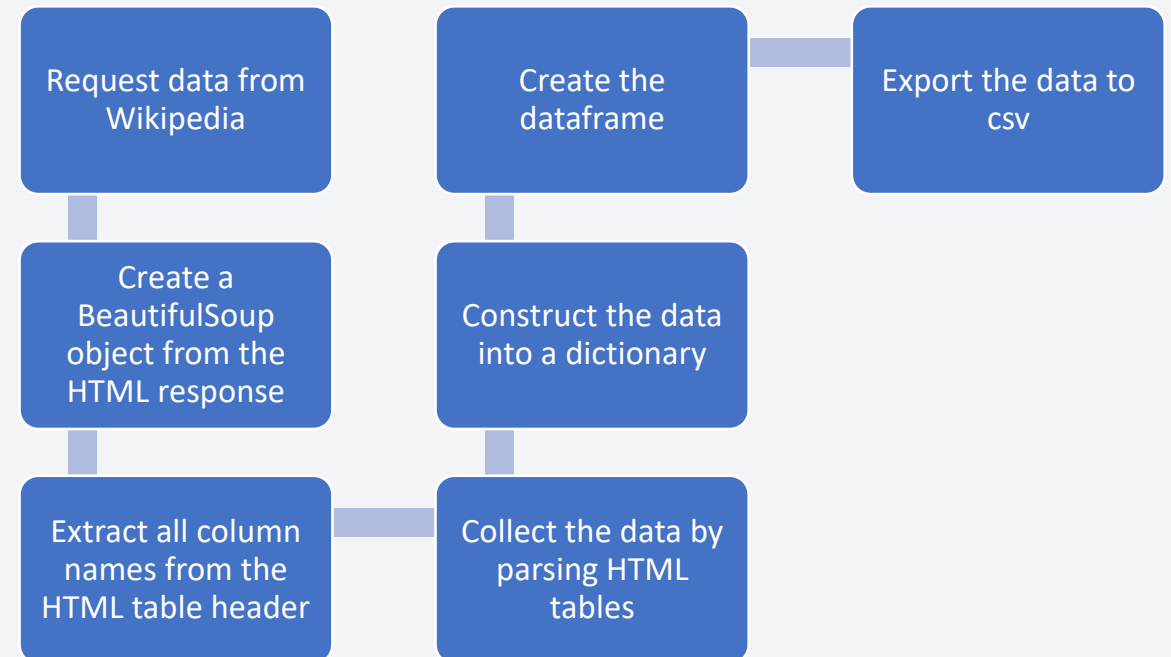 Request data from
Wikipedia
Create a
BeautifulSoup
object from the
HTML response
Extract all column
names from the
HTML table header
Collect the data by
parsing HTML
tables
Construct the data
into a dictionary
Create the
dataframe
Export the data to
csv